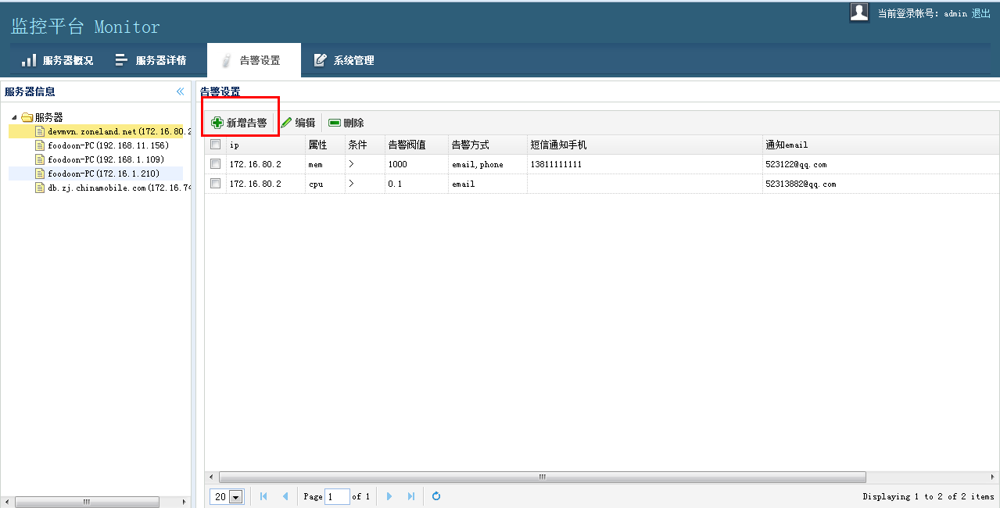 当前登录帐号: admin 退出
监控平台 Monitor
服务器概况 服务器详情 告警设置 系统管理
服务器信息
服务器
devmvn.zoneland.net(172.16.80.2
foodoon-PC(192.168.11.156)
foodoon-PC(192.168.1.109)
foodoon-PC(172.16.1.210)
db.zj.chinamobile.com(172.16.74
告警设置
新增告警 编辑 删除
ip 属性 条件 告警阀值 告警方式 短信通知手机 通知email
172.16.80.2 mem > 1000 email,phone 13811111111 523122@qq.com
172.16.80.2 cpu > 0.1 email 52313882@qq.com
20 Page 1 of 1 Displaying 1 to 2 of 2 items